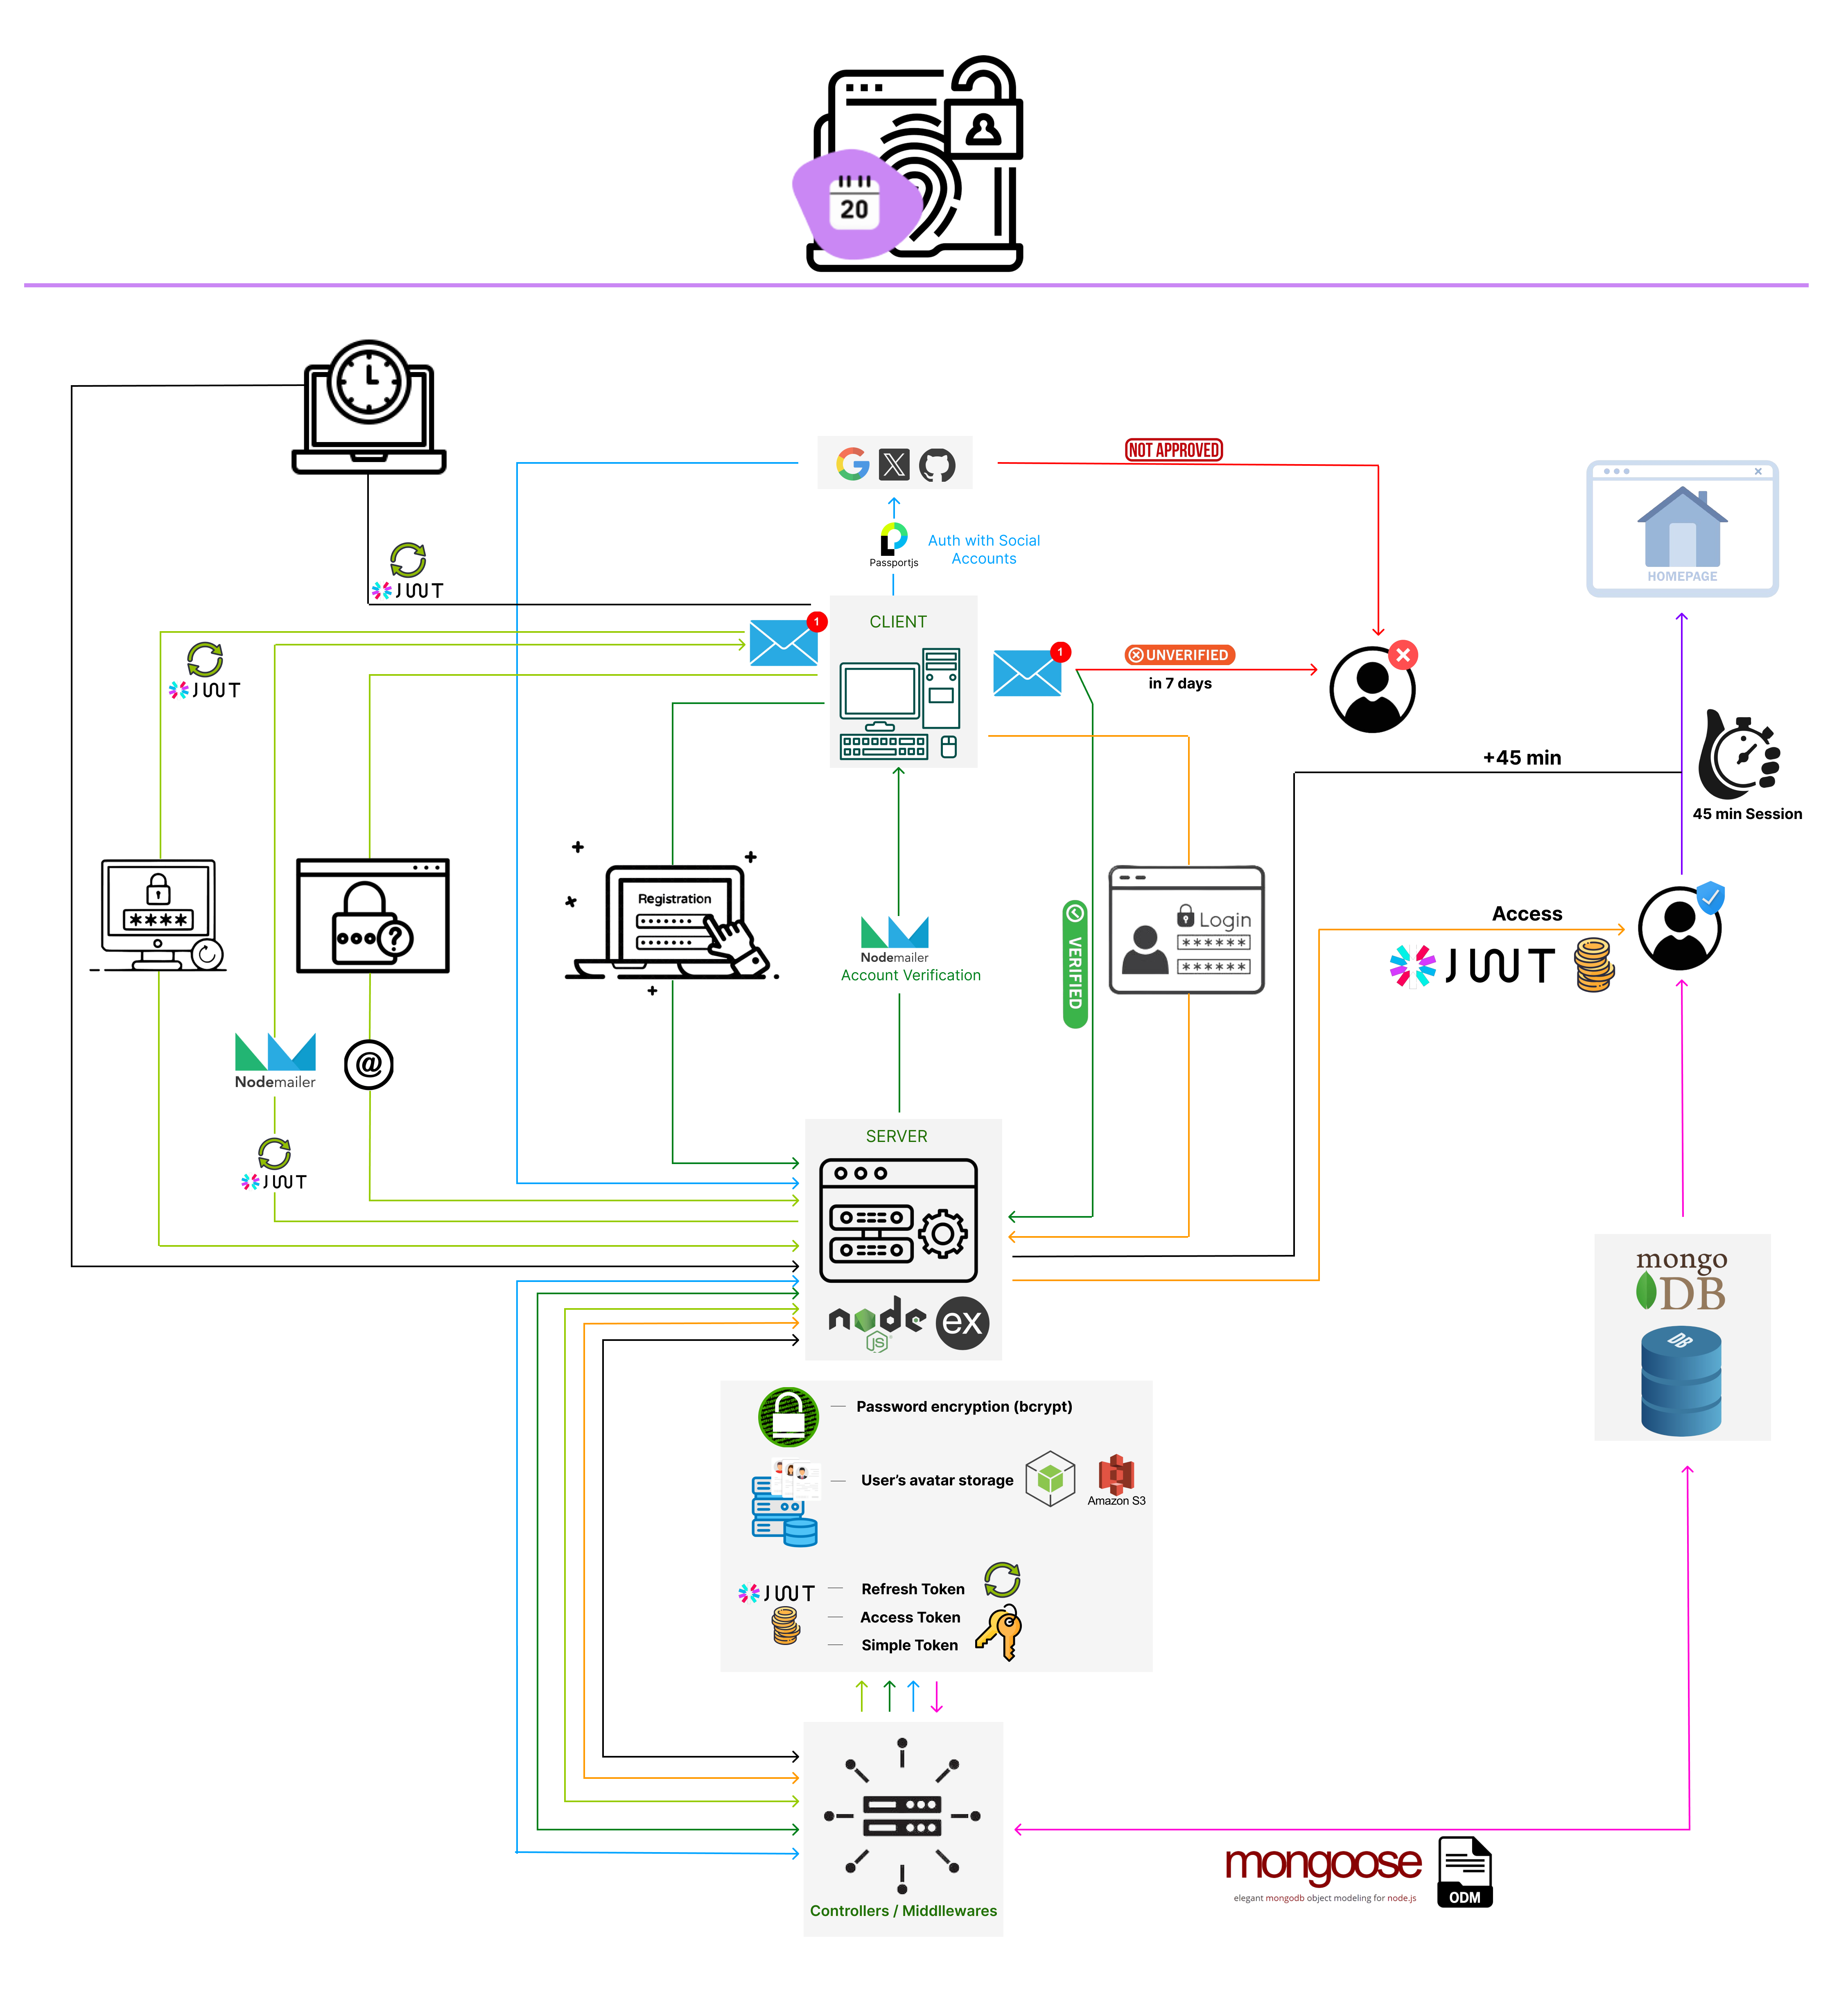 20
NOT APPROVED
Passportjs
Auth with Social
Accounts
HOMEPAGE
JWT
CLIENT
1
1
UNVERIFIED
in 7 days
JWT
+45 min
45 min Session
Registration
****
?
Login
******
******
Nodemailer
Account Verification
VERIFIED
Access
JWT
@
Nodemailer
JWT
SERVER
mongo
DB
DB
node
JS
ex
Password encryption (bcrypt)
User's avatar storage
Amazon S3
JWT
Refresh Token
Access Token
Simple Token
Controllers / Middllewares
mongoose
elegant mongodb object modeling for node.js
ODM